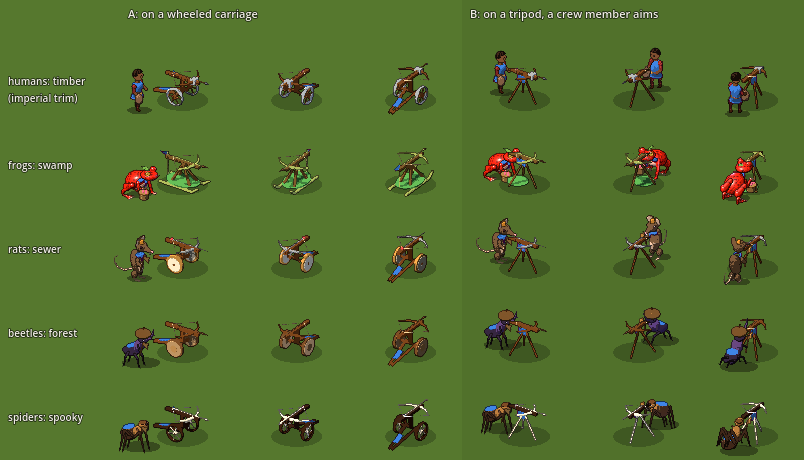 A: on a wheeled carriage
B: on a tripod, a crew member aims
humans: timber
(imperial trim)
frogs: swamp
rats: sewer
beetles: forest
spiders: spooky